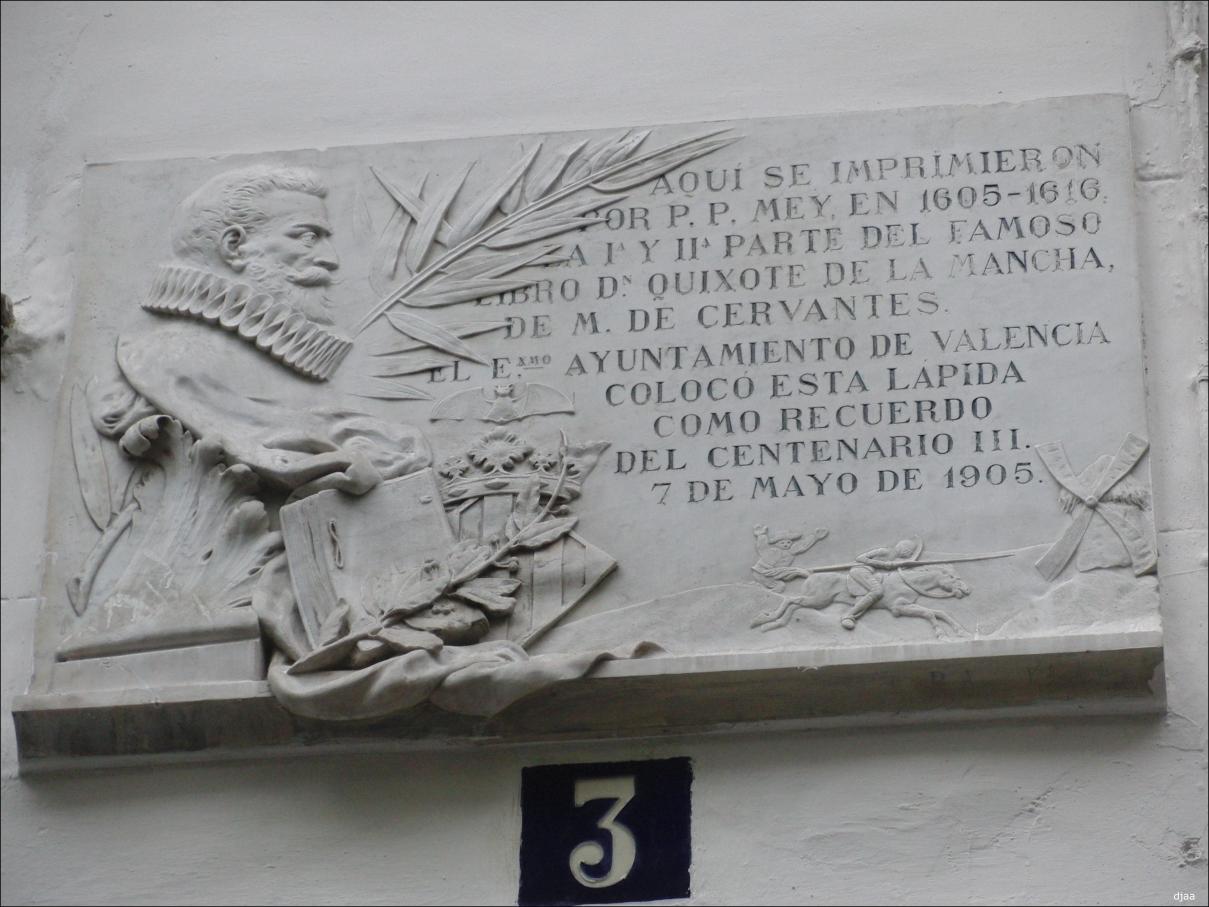 AQUÍ SE IMPRIMIERON
POR P. P. MEY, EN 1605-1616.
LA Iª Y IIª PARTE DEL FAMOSO
LIBRO Dⁿ QUIXOTE DE LA MANCHA,
DE M. DE CERVANTES.
EL E.XMO AYUNTAMIENTO DE VALENCIA
COLOCÓ ESTA LÁPIDA
COMO RECUERDO
DEL CENTENARIO III.
7 DE MAYO DE 1905.
3
djaa